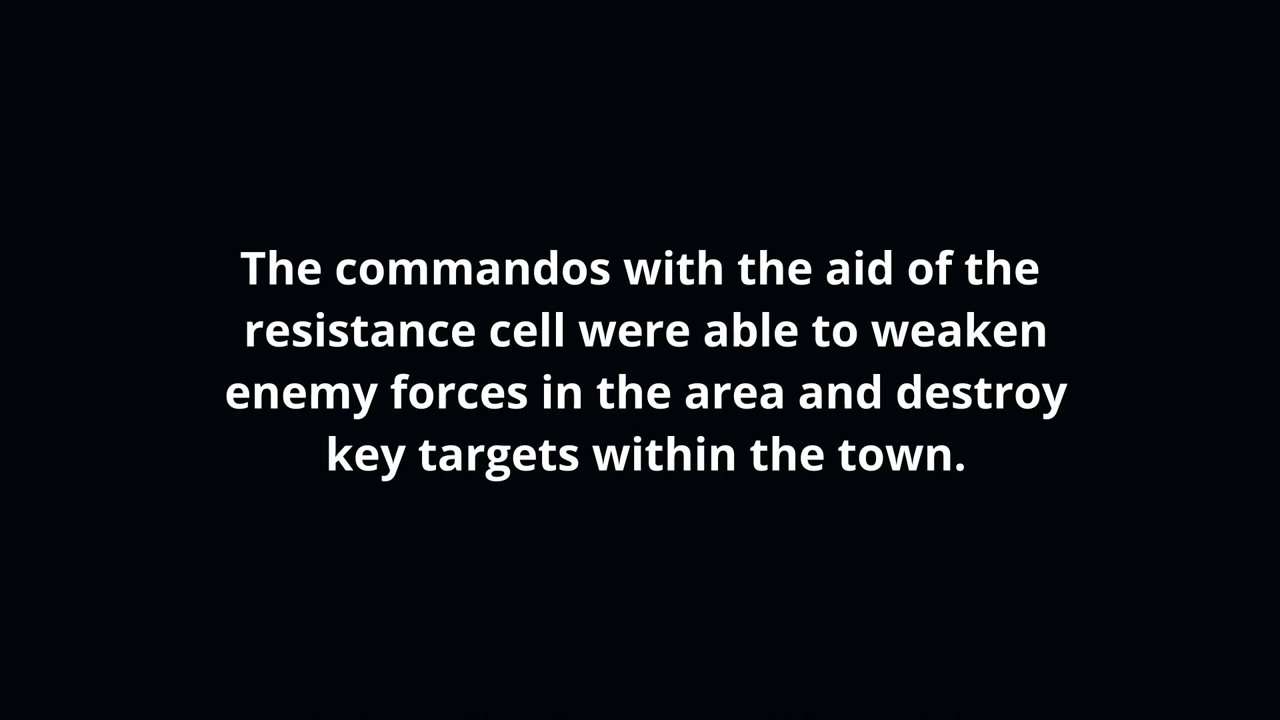 The commandos with the aid of the
resistance cell were able to weaken
enemy forces in the area and destroy
key targets within the town.